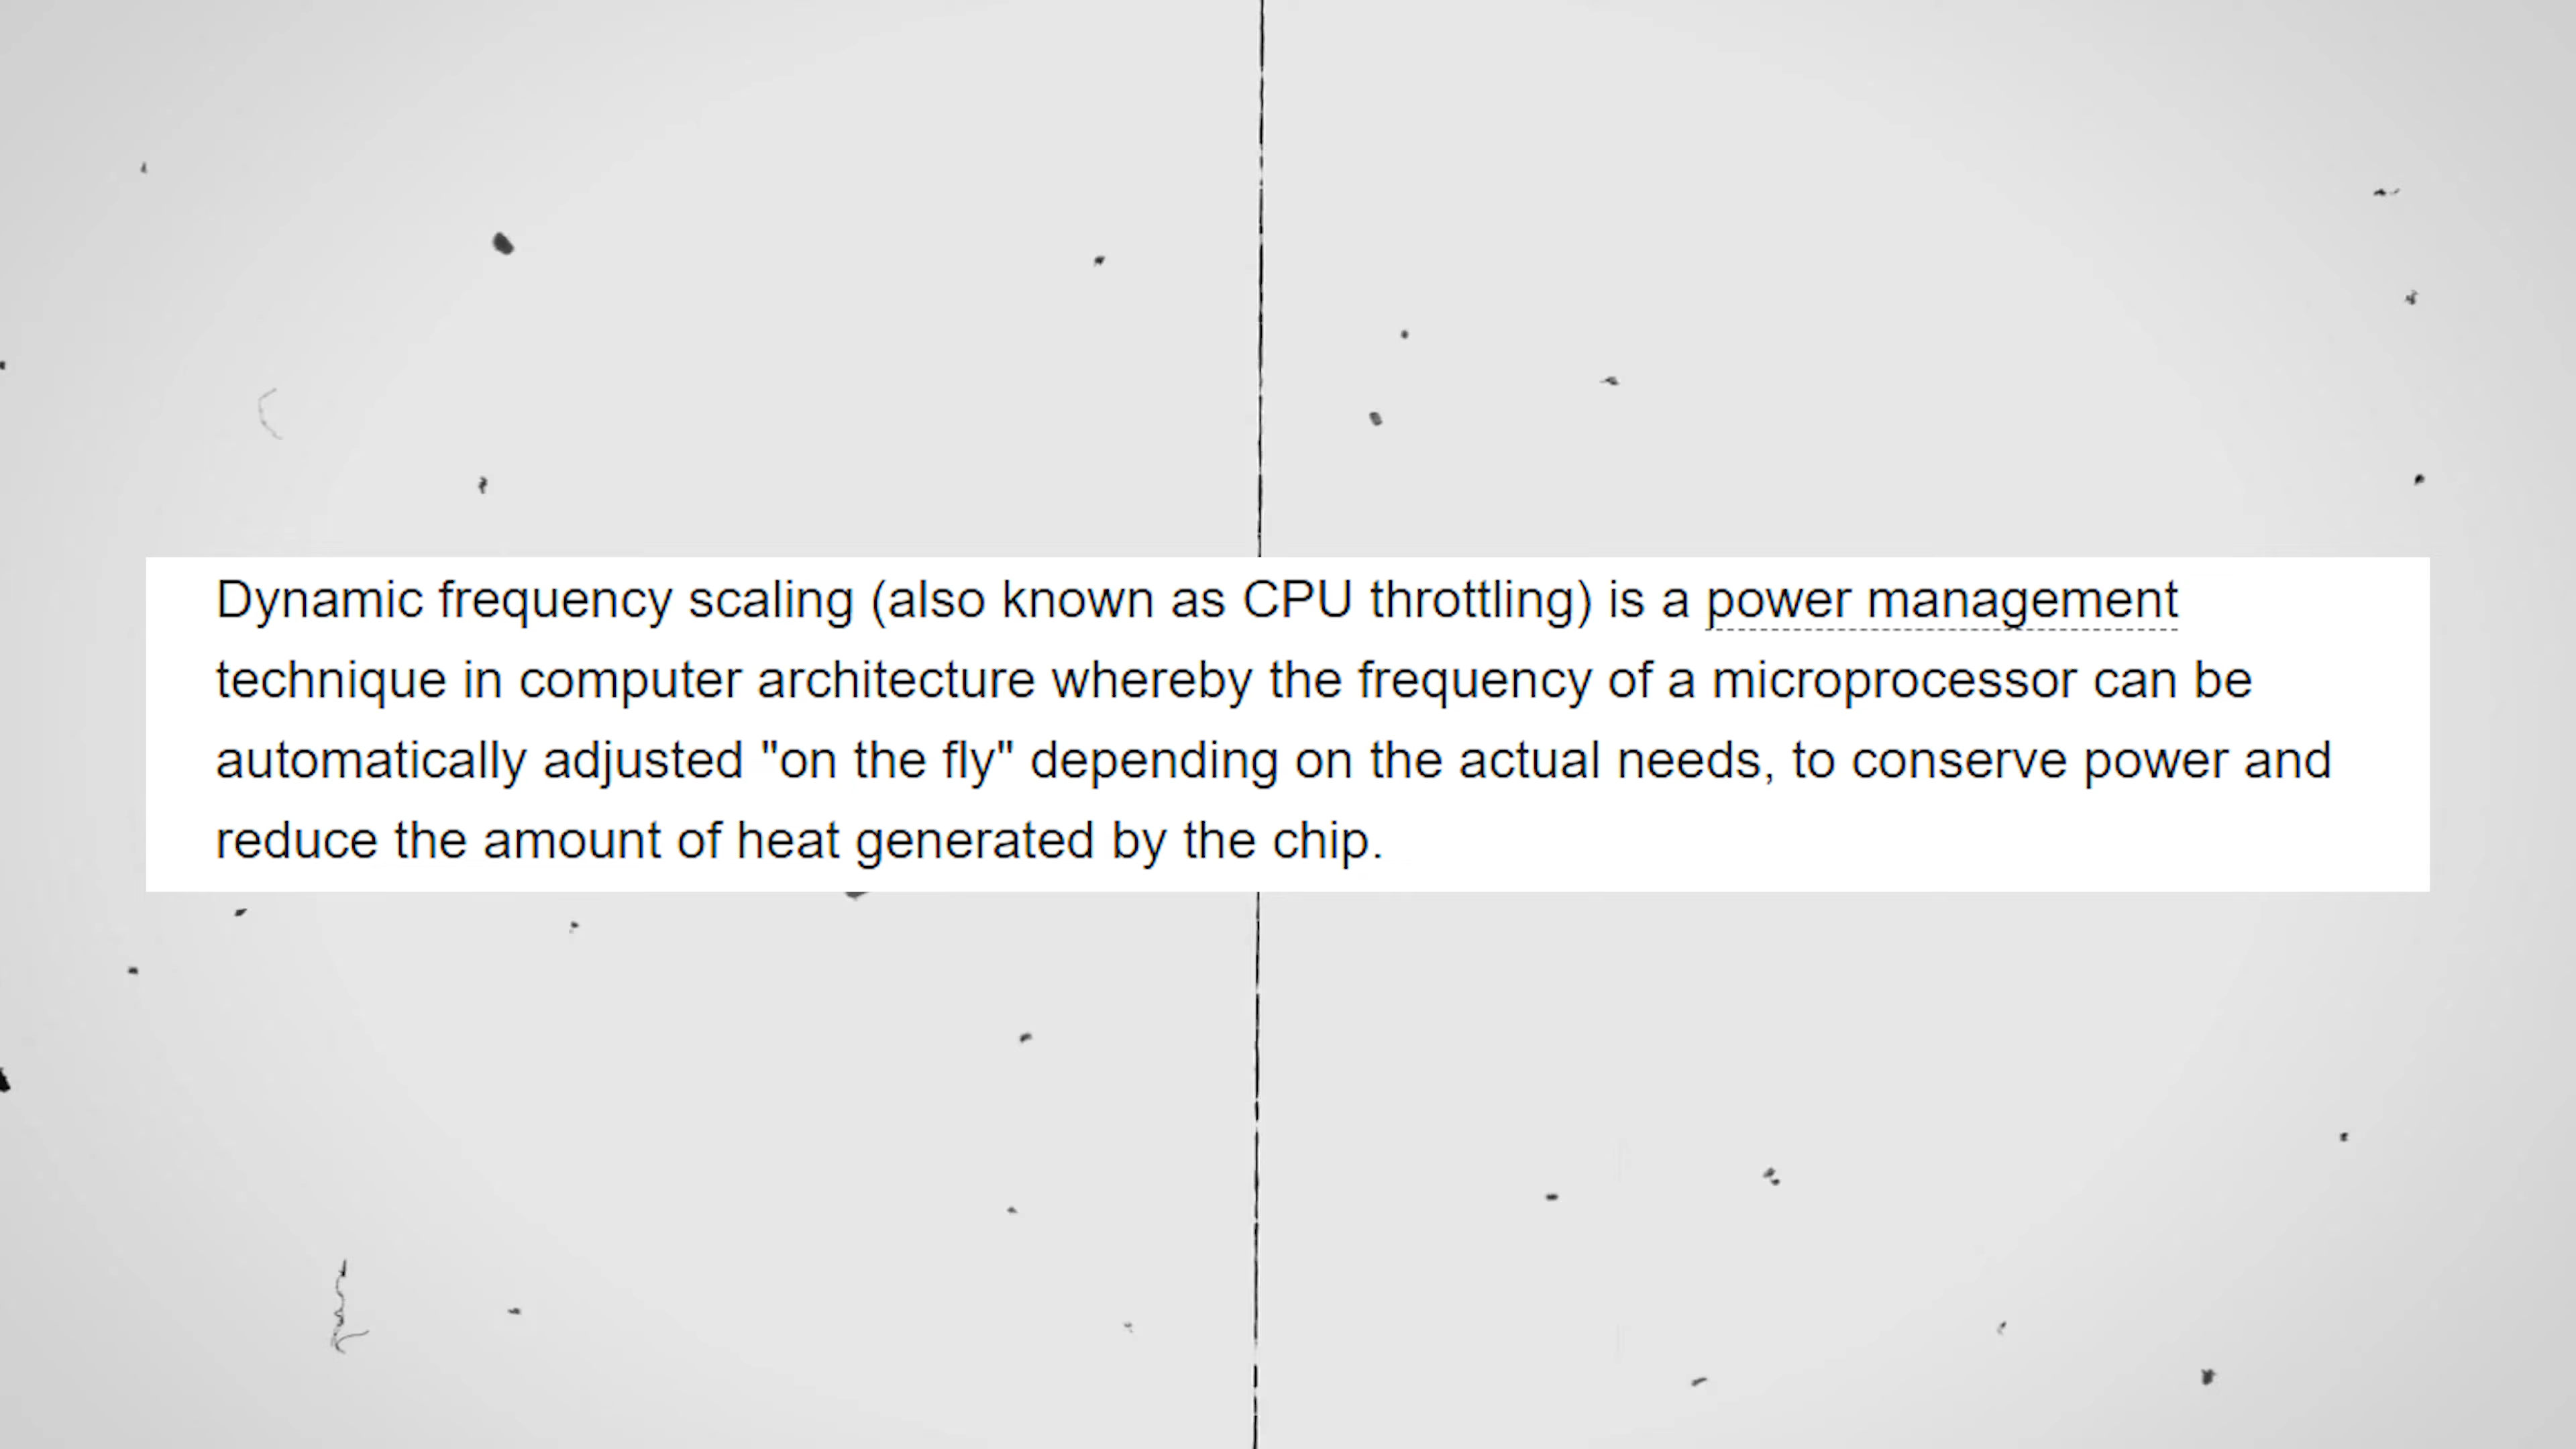 Dynamic frequency scaling (also known as CPU throttling) is a power management
technique in computer architecture whereby the frequency of a microprocessor can be
automatically adjusted "on the fly" depending on the actual needs, to conserve power and
reduce the amount of heat generated by the chip.